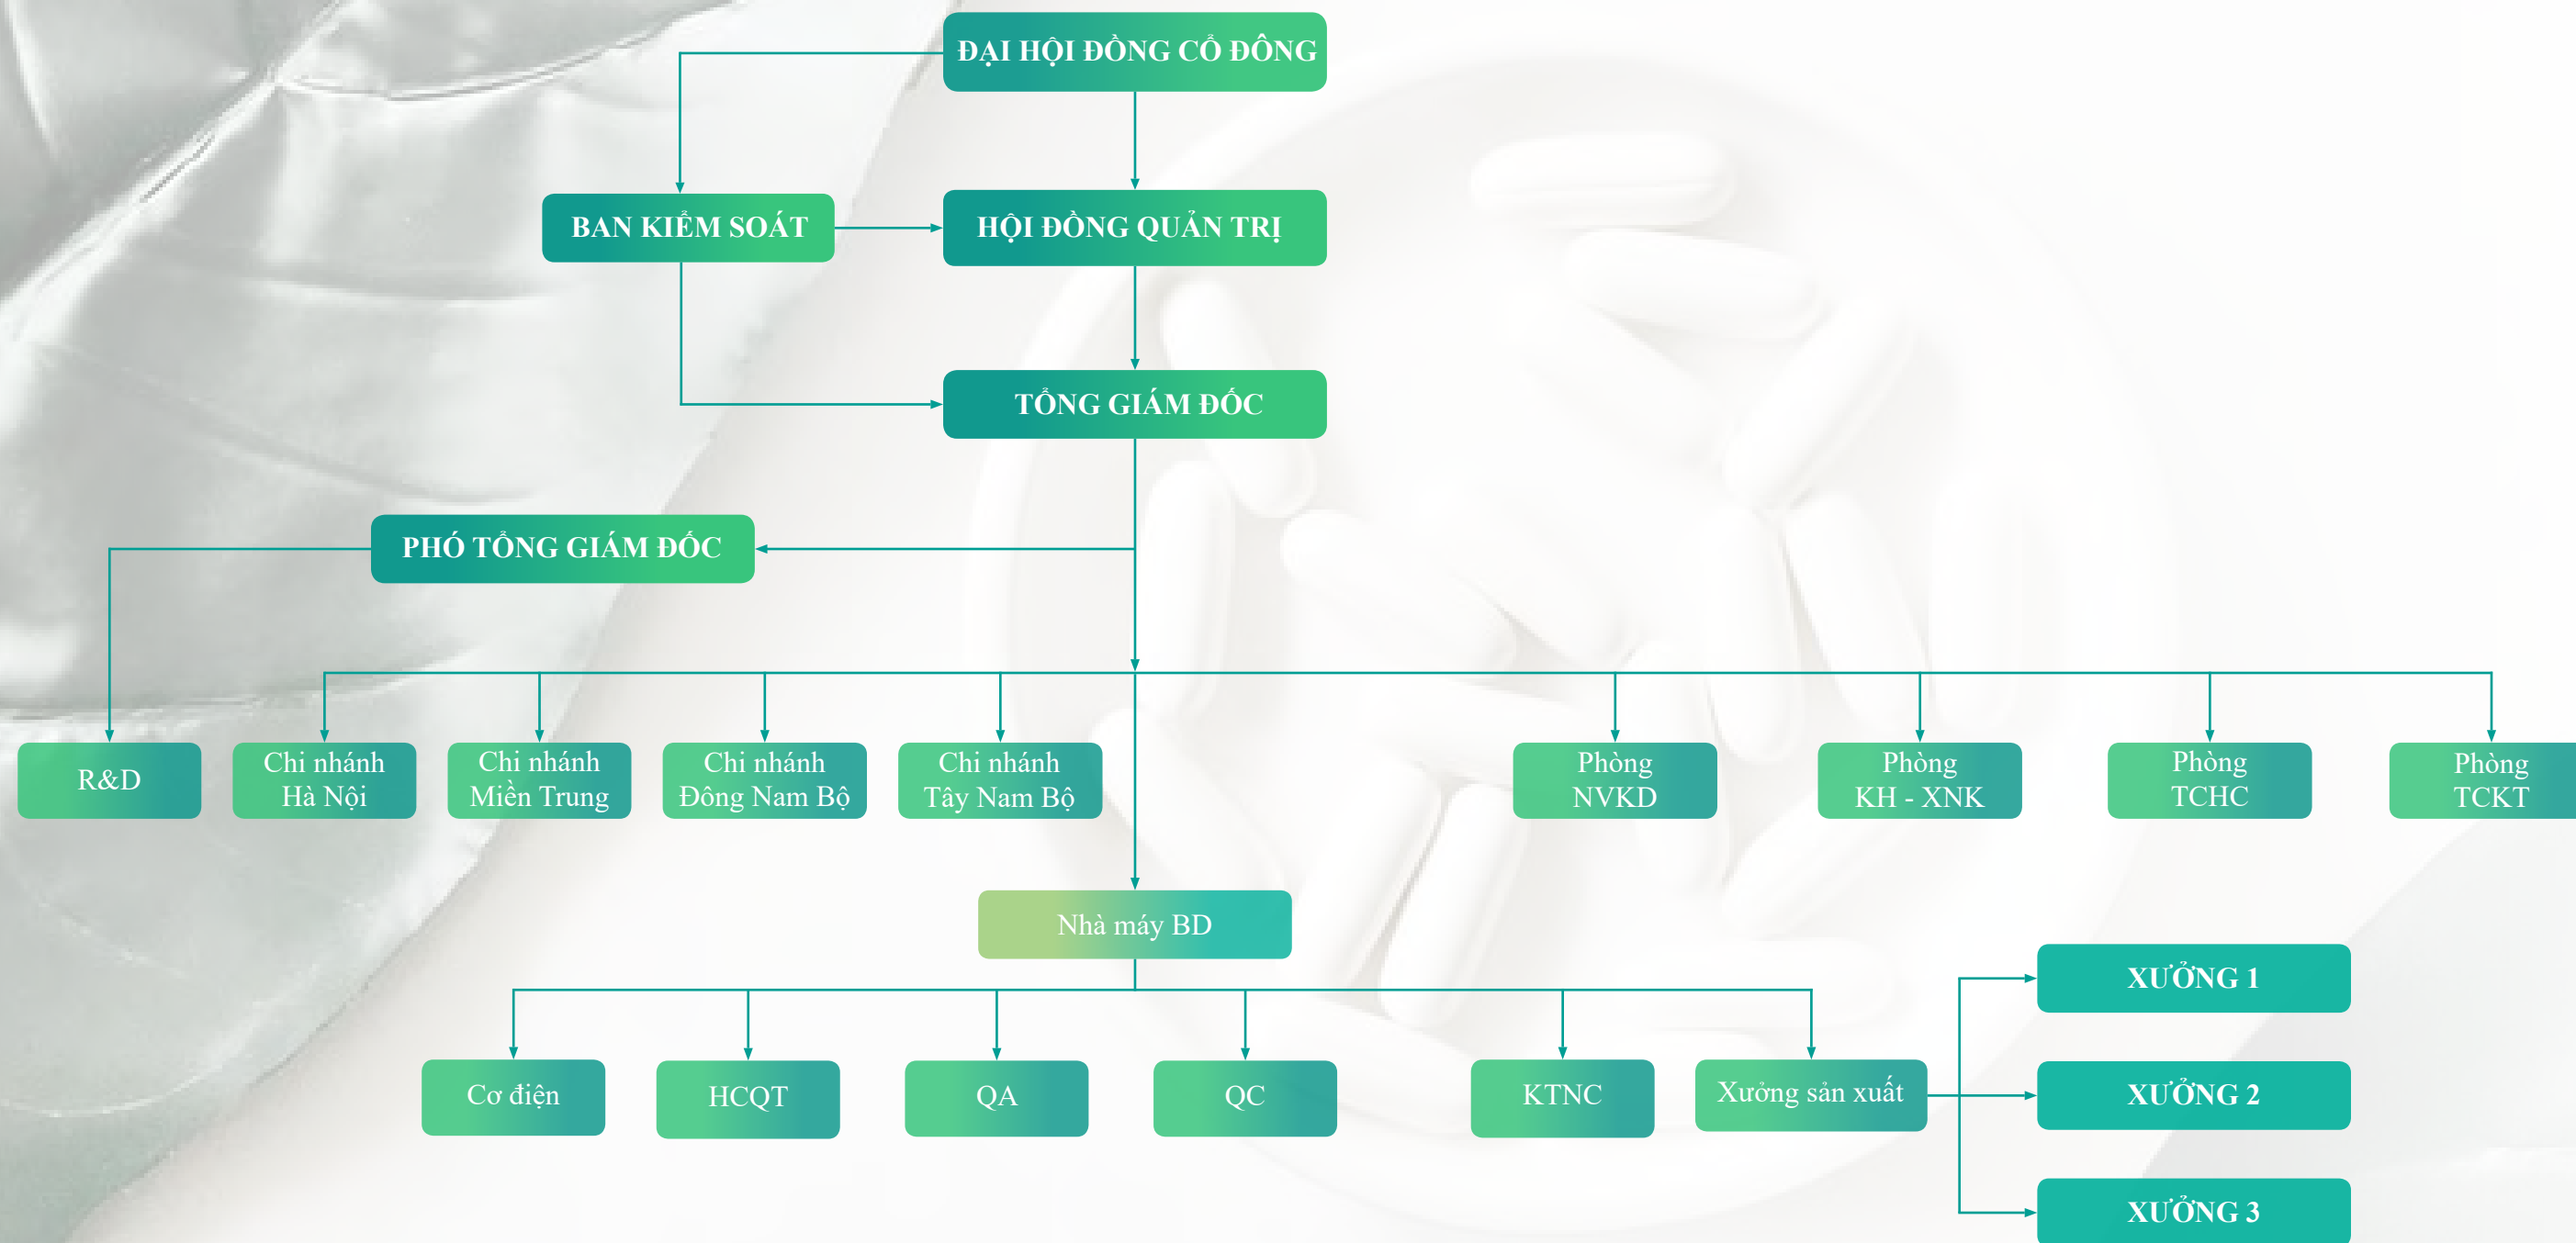 ĐẠI HỘI ĐỒNG CỔ ĐÔNG
BAN KIỂM SOÁT
HỘI ĐỒNG QUẢN TRỊ
TỔNG GIÁM ĐỐC
PHÓ TỔNG GIÁM ĐỐC
R&D
Chi nhánh
Hà Nội
Chi nhánh
Miền Trung
Chi nhánh
Đông Nam Bộ
Chi nhánh
Tây Nam Bộ
Phòng
NVKD
Phòng
KH - XNK
Phòng
TCHC
Phòng
TCKT
Nhà máy BD
Cơ điện
HCQT
QA
QC
KTNC
Xưởng sản xuất
XƯỞNG 1
XƯỞNG 2
XƯỞNG 3